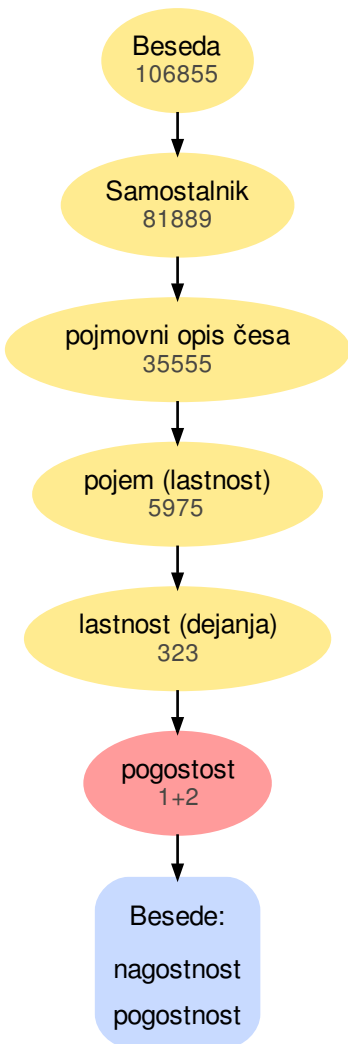 Beseda
106855
Samostalnik
81889
pojmovni opis česa
35555
pojem (lastnost)
5975
lastnost (dejanja)
323
pogostost
1+2
Besede:
nagostnost
pogostnost